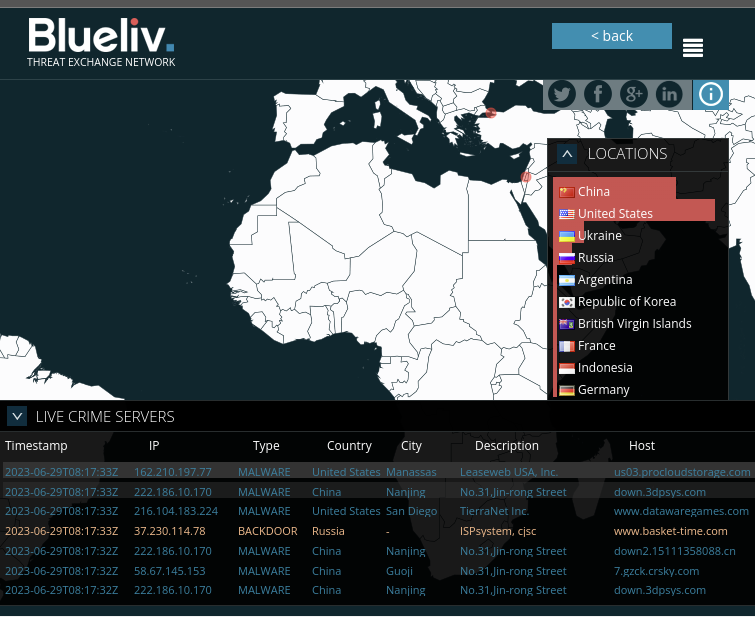 Blueliv.
THREAT EXCHANGE NETWORK
< back
LOCATIONS
China
United States
Ukraine
Russia
Argentina
Republic of Korea
British Virgin Islands
France
Indonesia
Germany
LIVE CRIME SERVERS
Timestamp IP Type Country City Description Host
2023-06-29T08:17:33Z 162.210.197.77 MALWARE United States Manassas Leaseweb USA, Inc. us03.procloudstorage.com
2023-06-29T08:17:33Z 222.186.10.170 MALWARE China Nanjing No.31,Jin-rong Street down.3dpsys.com
2023-06-29T08:17:33Z 216.104.183.224 MALWARE United States San Diego TierraNet Inc. www.datawaregames.com
2023-06-29T08:17:33Z 37.230.114.78 BACKDOOR Russia - ISPsystem, cjsc www.basket-time.com
2023-06-29T08:17:32Z 222.186.10.170 MALWARE China Nanjing No.31,Jin-rong Street down2.15111358088.cn
2023-06-29T08:17:32Z 58.67.145.153 MALWARE China Guoji No.31,Jin-rong Street 7.gzck.crsky.com
2023-06-29T08:17:32Z 222.186.10.170 MALWARE China Nanjing No.31,Jin-rong Street down.3dpsys.com